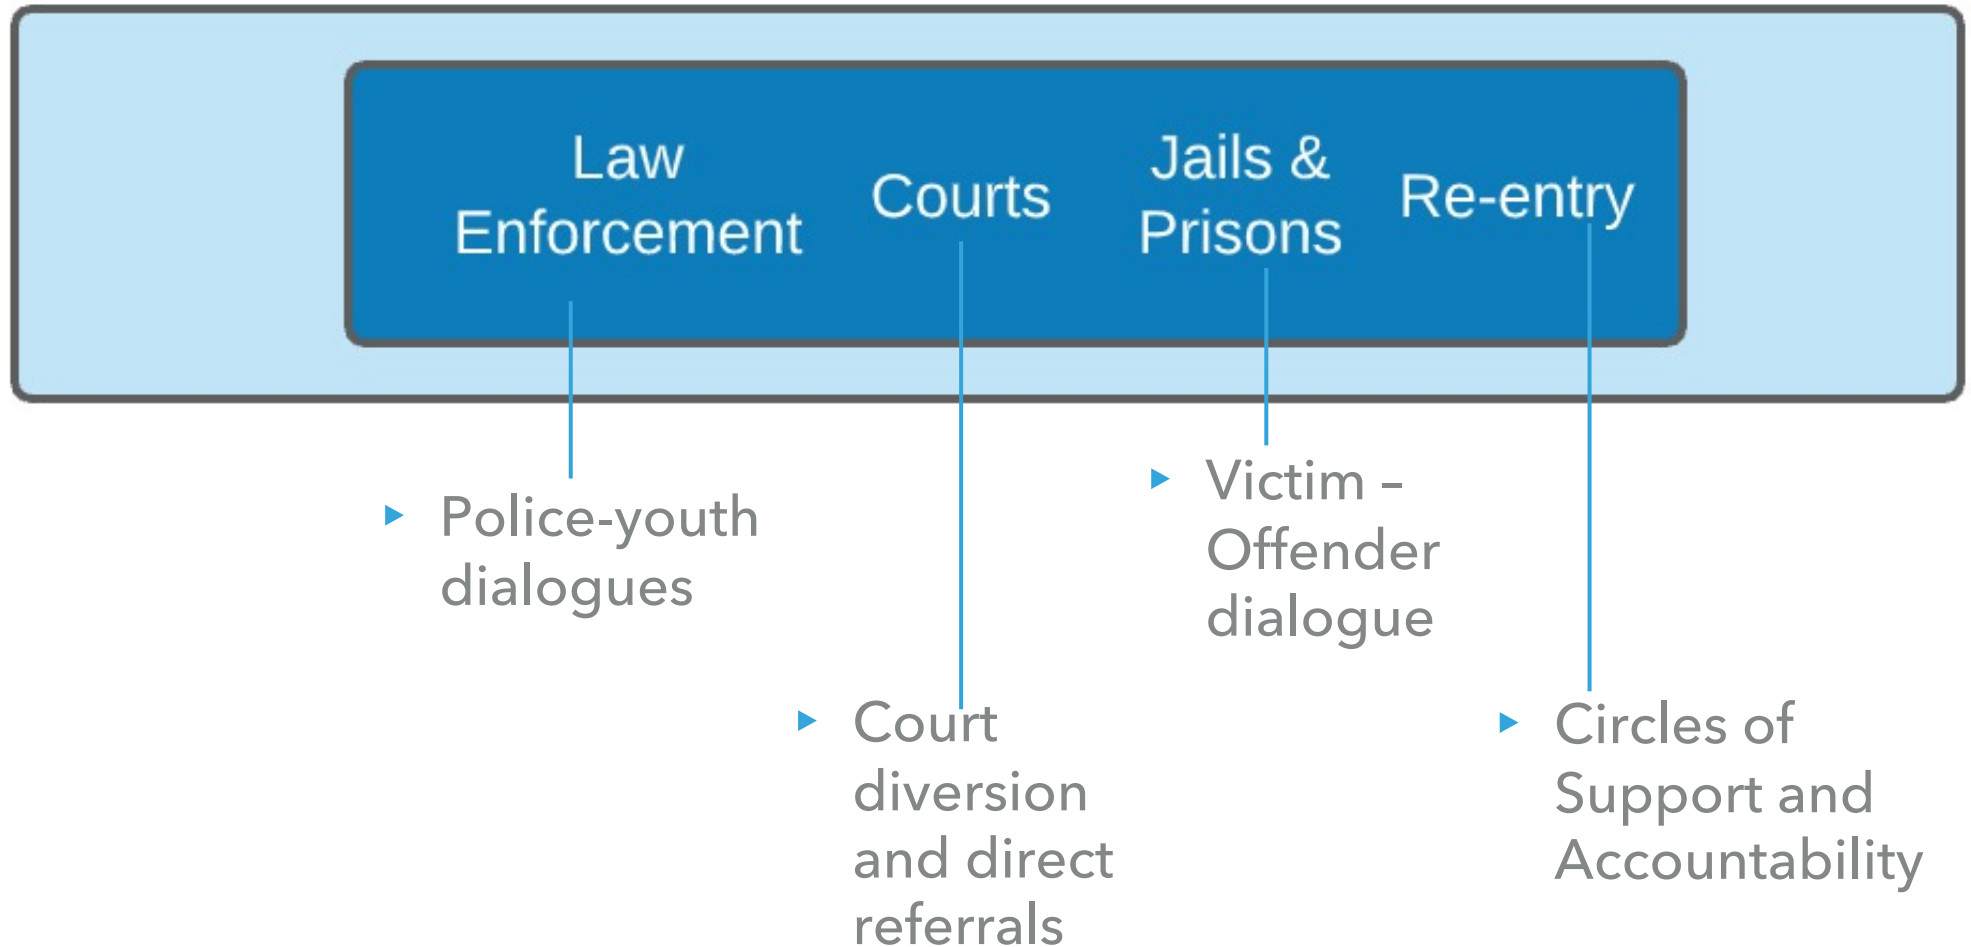 Law
Enforcement
Courts
Jails &
Prisons
Re-entry
Police-youth
dialogues
Court
diversion
and direct
referrals
Victim –
Offender
dialogue
Circles of
Support and
Accountability